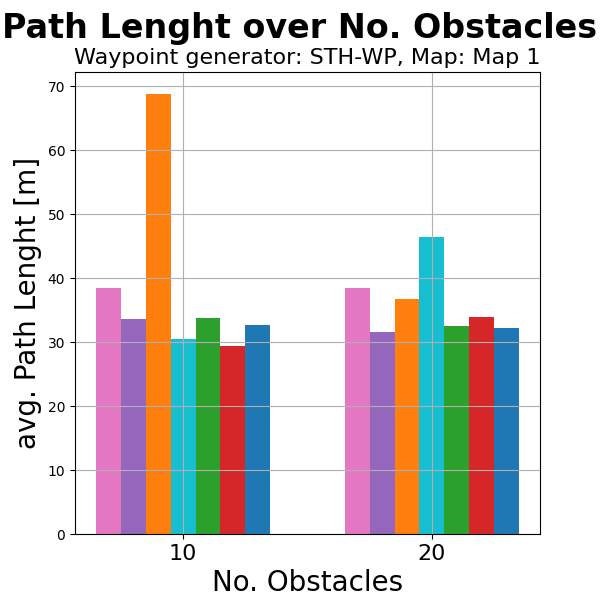 Path Lenght over No. Obstacles
Waypoint generator: STH-WP, Map: Map 1
avg. Path Lenght [m]
70
60
50
40
30
20
10
0
10 20
No. Obstacles